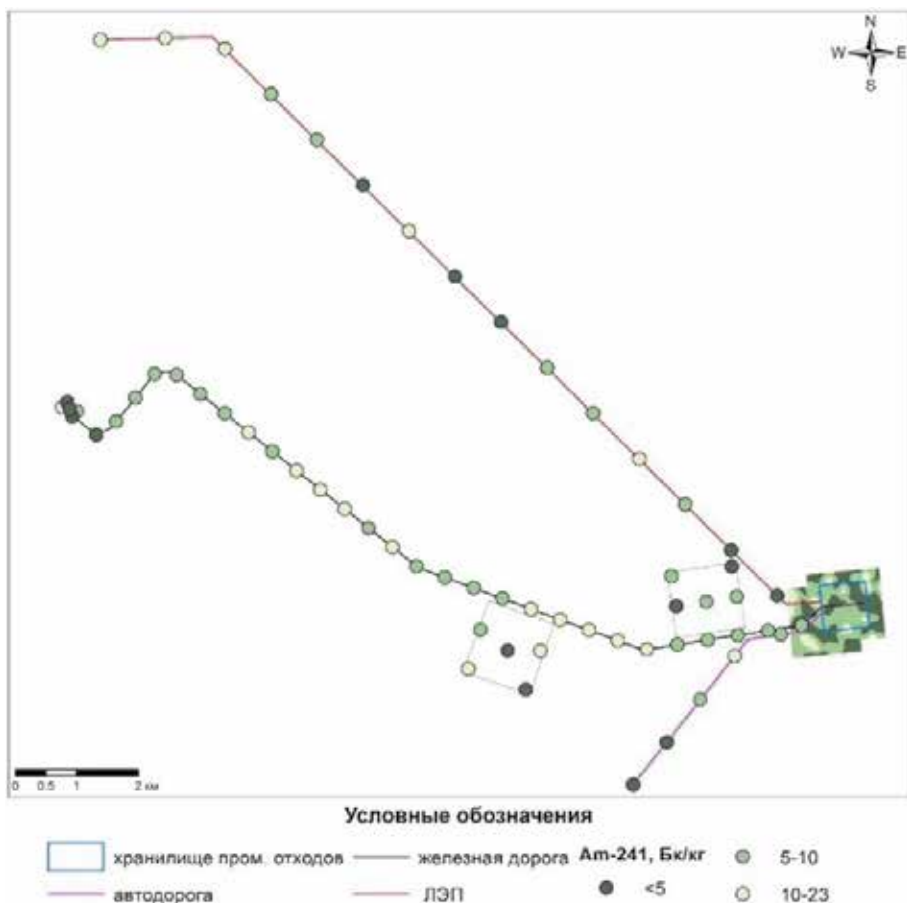 N
W E
S
0 0.5 1 2 км
Условные обозначения
хранилище пром. отходов железная дорога Am-241, Бк/кг 5-10
автодорога ЛЭП <5 10-23